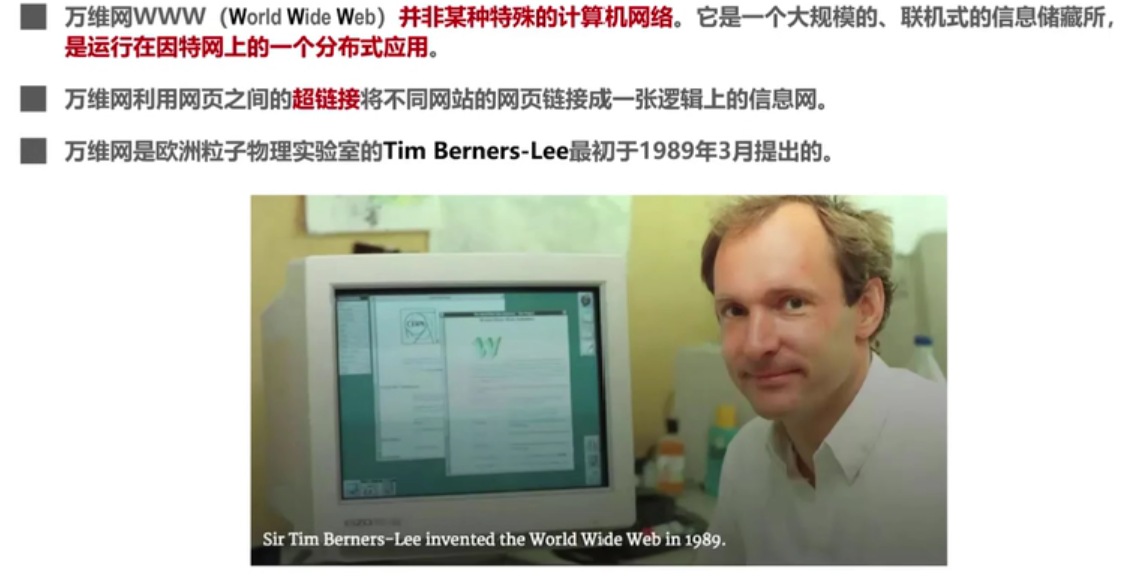 万维网WWW（World Wide Web）并非某种特殊的计算机网络。它是一个大规模的、联机式的信息储藏所，
是运行在因特网上的一个分布式应用。
万维网利用网页之间的超链接将不同网站的网页链接成一张逻辑上的信息网。
万维网是欧洲粒子物理实验室的Tim Berners-Lee最初于1989年3月提出的。
CERN
W
Sir Tim Berners-Lee invented the World Wide Web in 1989.